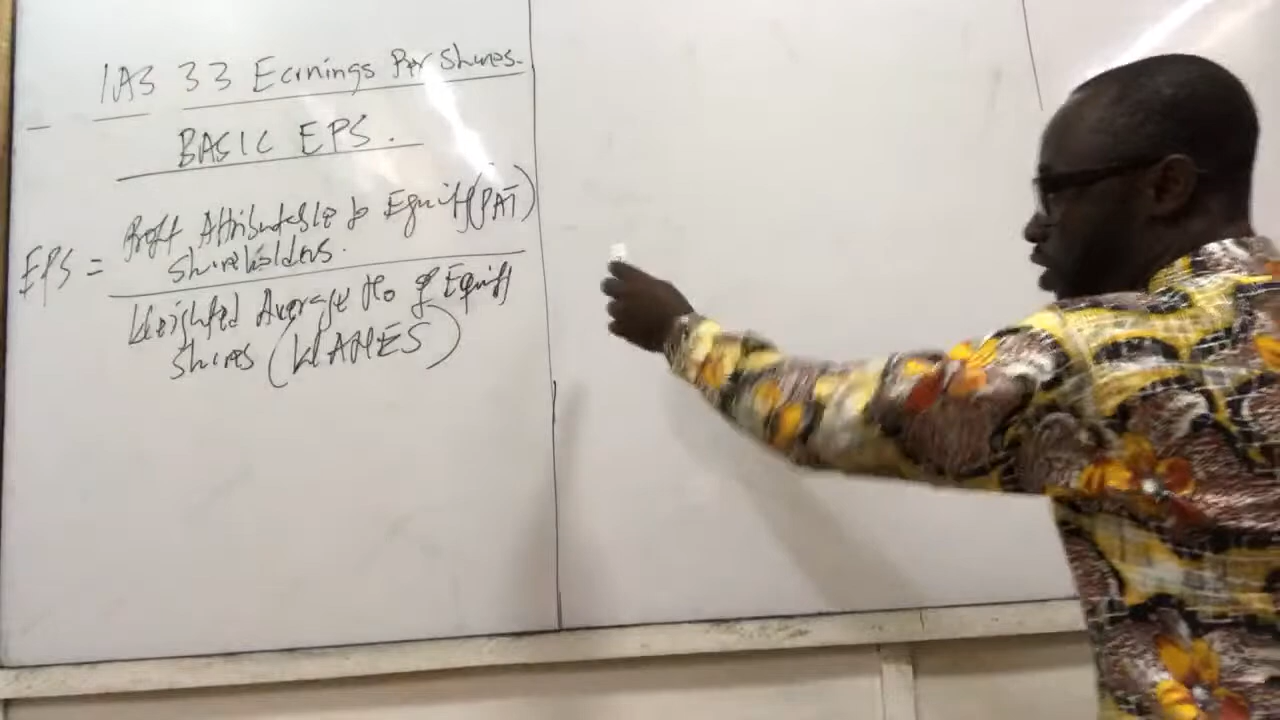 IAS 33 Earnings Per Shares.
BASIC EPS.
EPS = Profit Attributable to Equity (PAT)
Shareholders.
Weighted Average No of Equity
Shares (WANES)